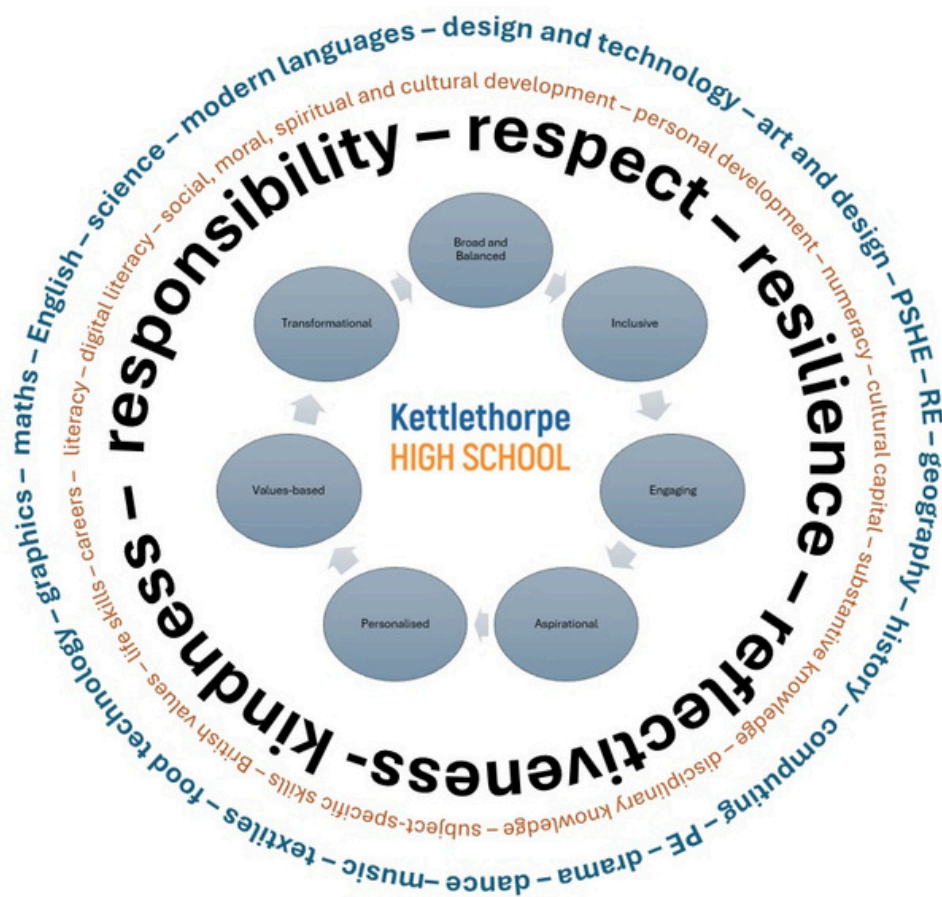 maths – English – science – modern languages – design and technology – art and design – PSHE – RE – geography – history – computing – PE – drama – dance –music – textiles – food technology – graphics –
literacy – digital literacy – social, moral, spiritual and cultural development – personal development – numeracy – cultural capital – substantive knowledge – disciplinary knowledge – subject-specific skills – British values – life skills – careers –
responsibility – respect – resilience – reflectiveness- kindness –
Broad and
Balanced
Inclusive
Engaging
Aspirational
Personalised
Values-based
Transformational
Kettlethorpe
HIGH SCHOOL